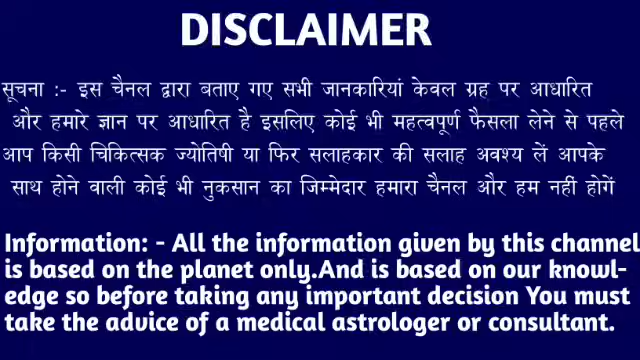 DISCLAIMER
सूचना :- इस चैनल द्वारा बताए गए सभी जानकारियां केवल ग्रह पर आधारित
और हमारे ज्ञान पर आधारित है इसलिए कोई भी महत्वपूर्ण फैसला लेने से पहले
आप किसी चिकित्सक ज्योतिषी या फिर सलाहकार की सलाह अवश्य लें आपके
साथ होने वाली कोई भी नुकसान का जिम्मेदार हमारा चैनल और हम नहीं होगें
Information: - All the information given by this channel
is based on the planet only.And is based on our knowl-
edge so before taking any important decision You must
take the advice of a medical astrologer or consultant.